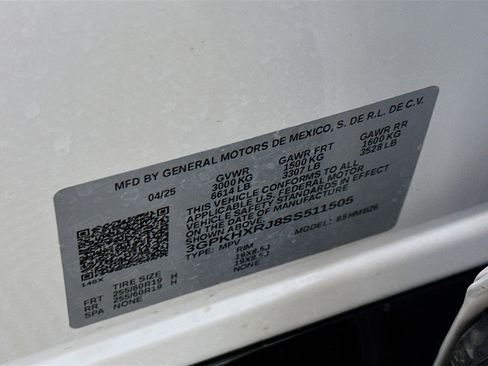 MFD BY GENERAL MOTORS DE MEXICO, S. DE R.L. DE C.V.
04/25 GVWR GAWR FRT GAWR RR
3000 KG 1500 KG 1600 KG
6614 LB 3307 LB 3528 LB
THIS VEHICLE CONFORMS TO ALL
APPLICABLE U.S. FEDERAL MOTOR
VEHICLE SAFETY STANDARDS IN EFFECT
ON THE DATE OF MANUFACTURE
3GPKHXRJ8SS511505
TYPE: MPV MODEL:
TIRE SIZE RIM
FRT 255/60R19 H 19X8.5J
RR 255/60R19 H 19X8.5J
SPA NONE NONE